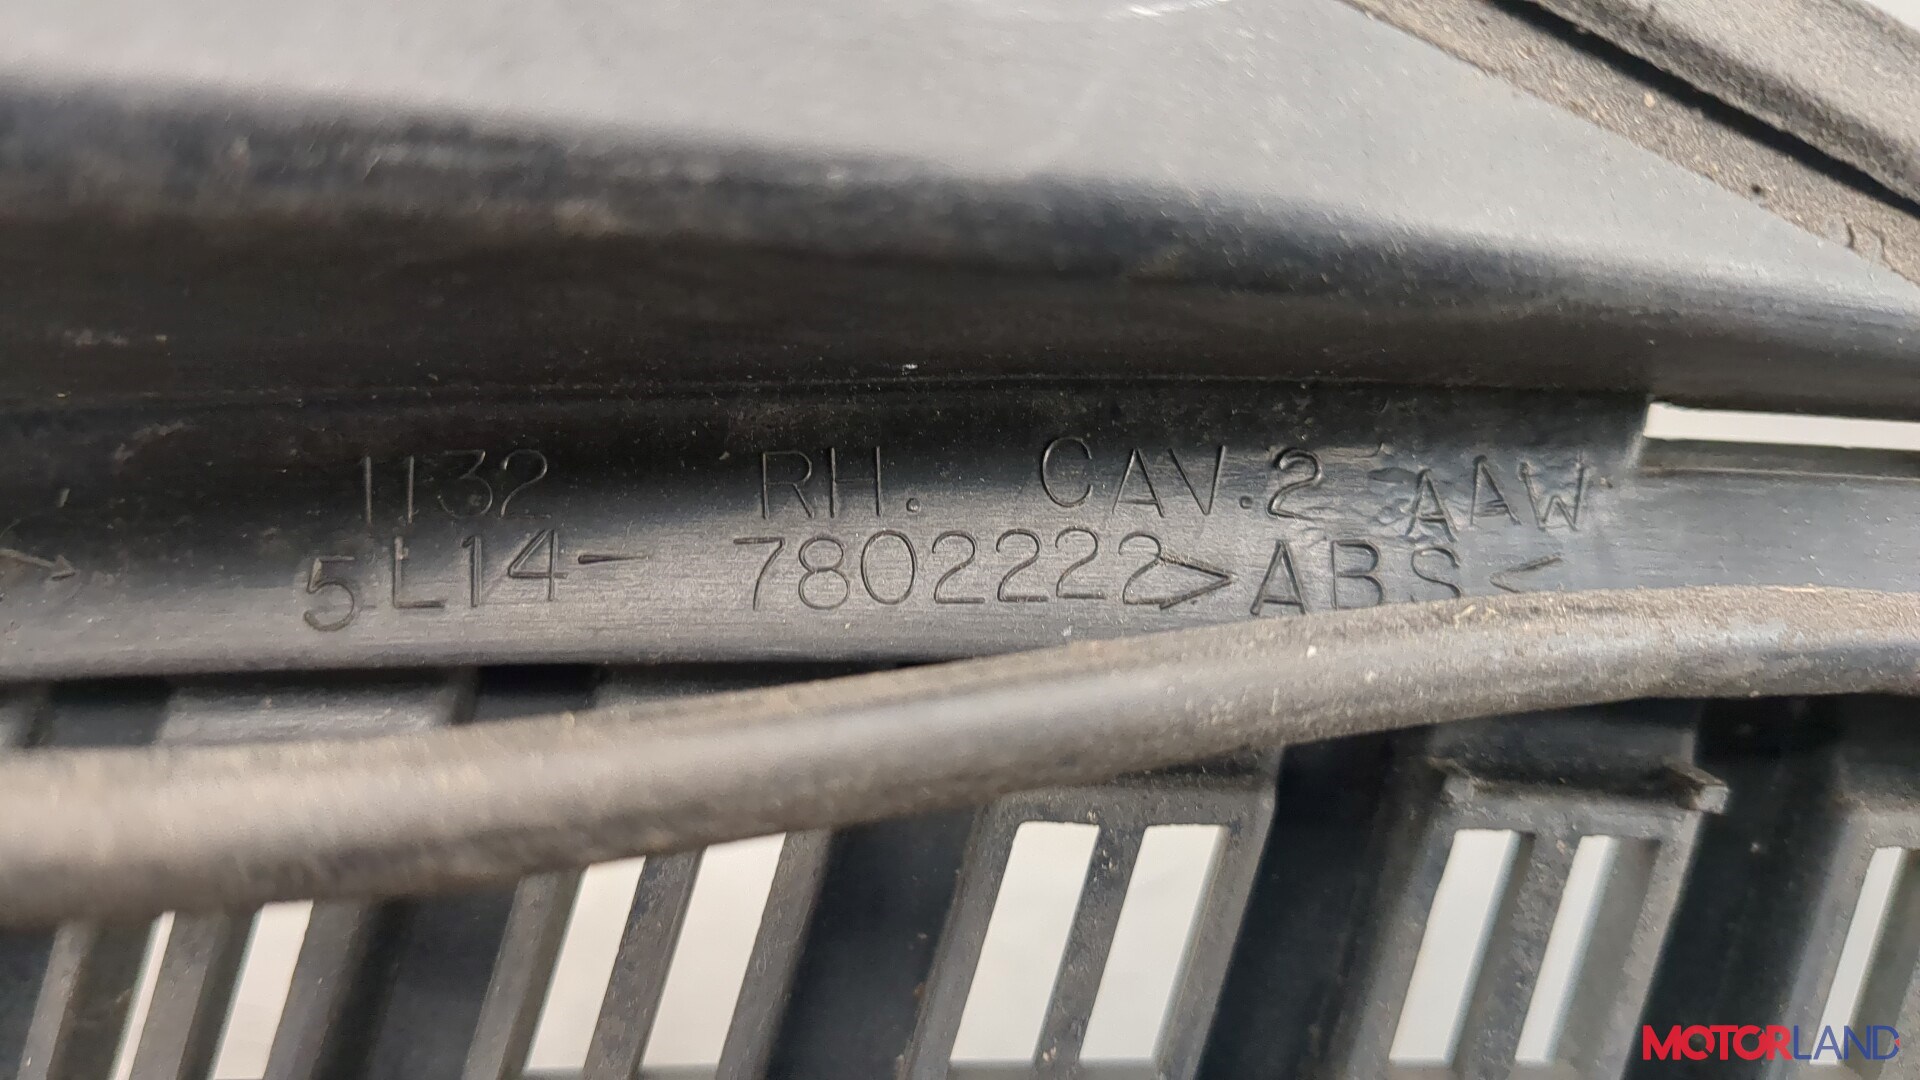 1132 RH. CAV.2 AAW
5L14- 7802222 >ABS<
MOTORLAND